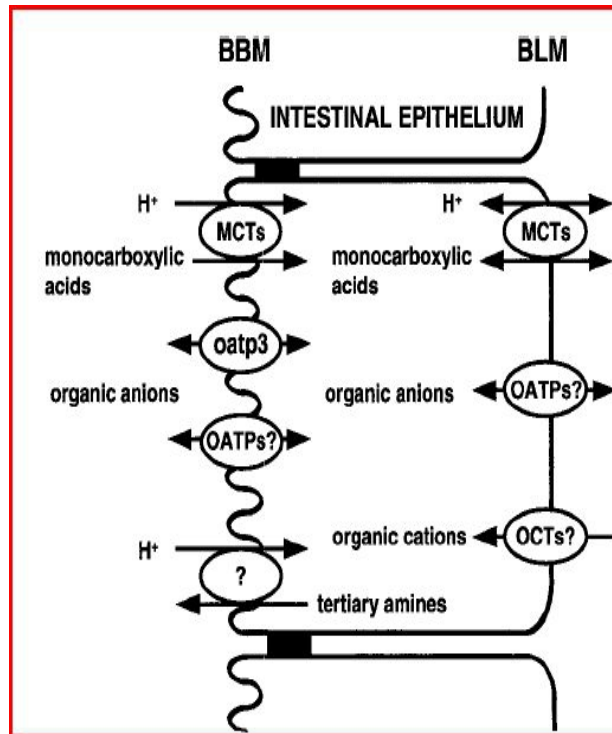 BBM BLM
INTESTINAL EPITHELIUM
H⁺ H⁺
MCTs MCTs
monocarboxylic monocarboxylic
acids acids
oatp3
organic anions organic anions OATPs?
OATPs?
organic cations OCTs?
H⁺
?
tertiary amines